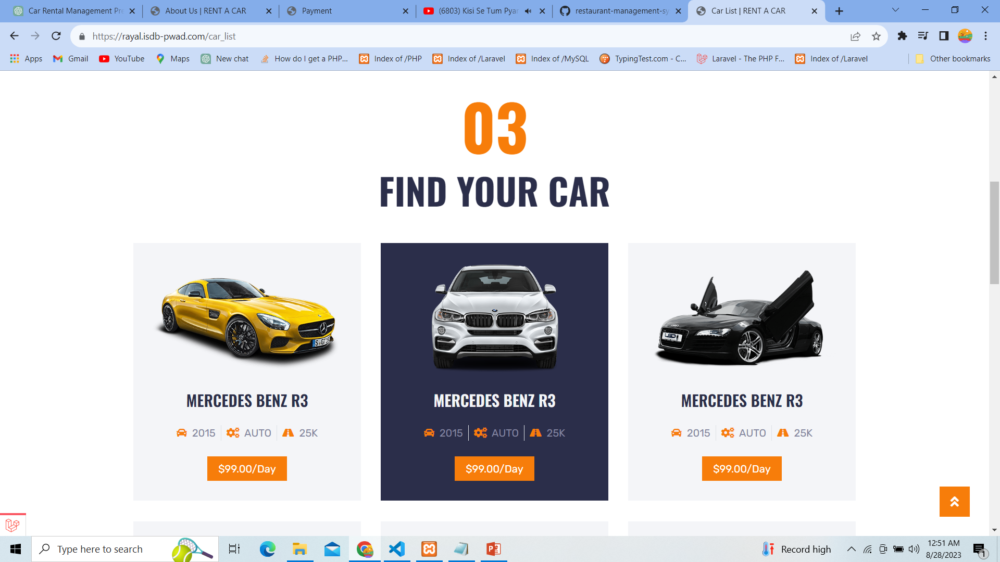 Car Rental Management Pre
About Us | RENT A CAR
Payment
(6803) Kisi Se Tum Pyar
restaurant-management-sy
Car List | RENT A CAR
https://rayal.isdb-pwad.com/car_list
Apps
Gmail
YouTube
Maps
New chat
How do I get a PHP...
Index of /PHP
Index of /Laravel
Index of /MySQL
TypingTest.com - C...
Laravel - The PHP F...
Index of /Laravel
Other bookmarks
03
FIND YOUR CAR
MERCEDES BENZ R3
2015 AUTO 25K
$99.00/Day
MERCEDES BENZ R3
2015 AUTO 25K
$99.00/Day
MERCEDES BENZ R3
2015 AUTO 25K
$99.00/Day
Type here to search
Record high
12:51 AM
8/28/2023
1